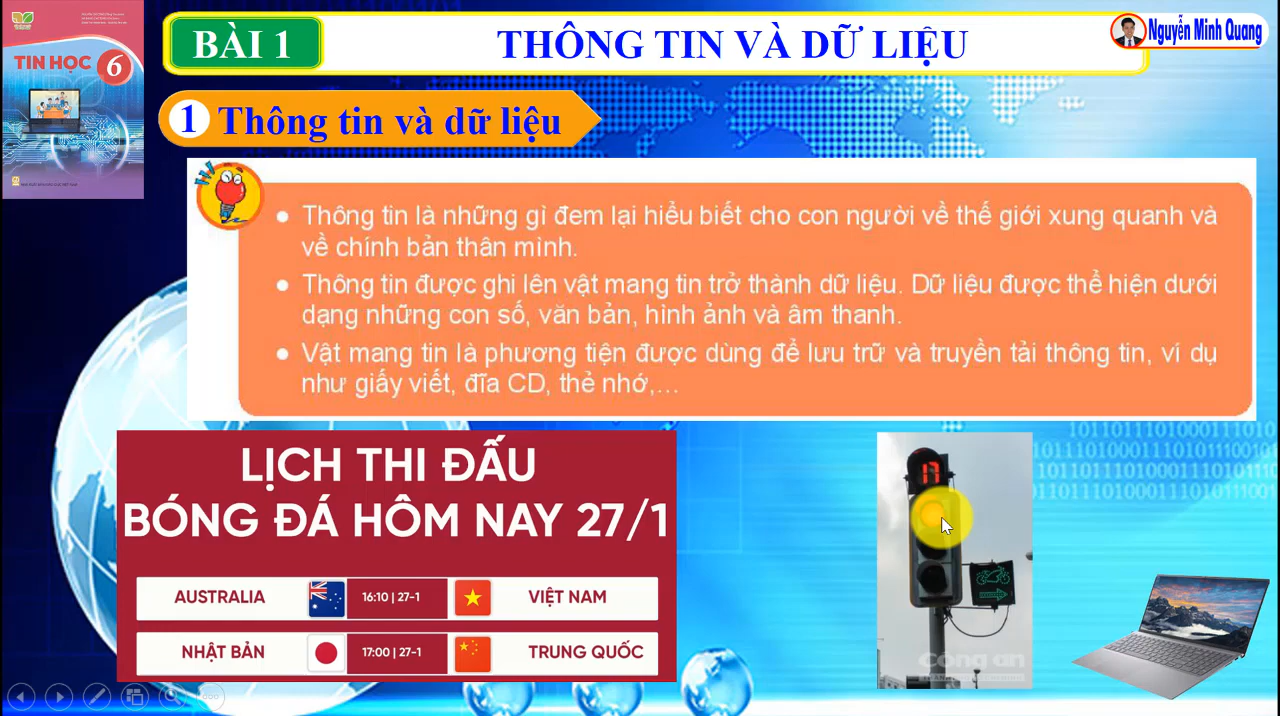 TIN HỌC 6
BÀI 1
THÔNG TIN VÀ DỮ LIỆU
Nguyễn Minh Quang
1 Thông tin và dữ liệu
● Thông tin là những gì đem lại hiểu biết cho con người về thế giới xung quanh và
về chính bản thân mình.
● Thông tin được ghi lên vật mang tin trở thành dữ liệu. Dữ liệu được thể hiện dưới
dạng những con số, văn bản, hình ảnh và âm thanh.
● Vật mang tin là phương tiện được dùng để lưu trữ và truyền tải thông tin, ví dụ
như giấy viết, đĩa CD, thẻ nhớ,...
LỊCH THI ĐẤU
BÓNG ĐÁ HÔM NAY 27/1
AUSTRALIA 16:10 | 27-1 VIỆT NAM
NHẬT BẢN 17:00 | 27-1 TRUNG QUỐC
17
công an